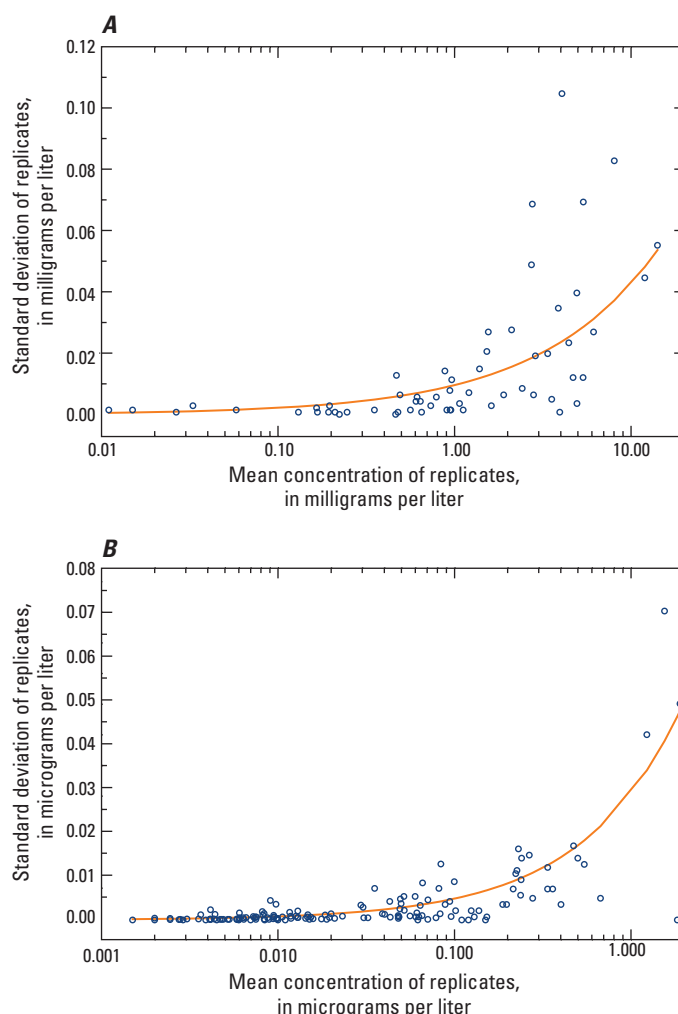 A
0.12
0.10
0.08
0.06
0.04
0.02
0.00
Standard deviation of replicates,
in milligrams per liter
0.01 0.10 1.00 10.00
Mean concentration of replicates,
in milligrams per liter
B
0.08
0.07
0.06
0.05
0.04
0.03
0.02
0.01
0.00
Standard deviation of replicates,
in micrograms per liter
0.001 0.010 0.100 1.000
Mean concentration of replicates,
in micrograms per liter